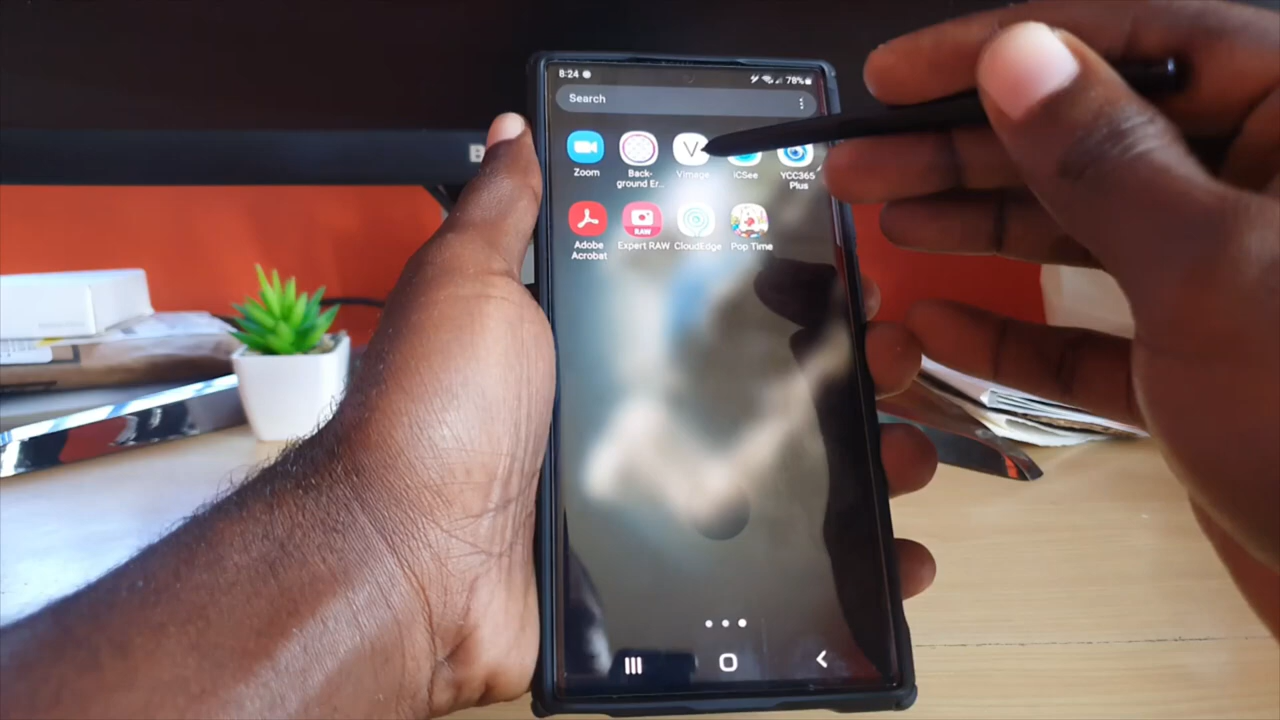 8:24
78%
Search
Zoom
Back-
ground Er...
Vimage
iCSee
YCC365
Plus
Adobe
Acrobat
RAW
Expert RAW
CloudEdge
Pop Time